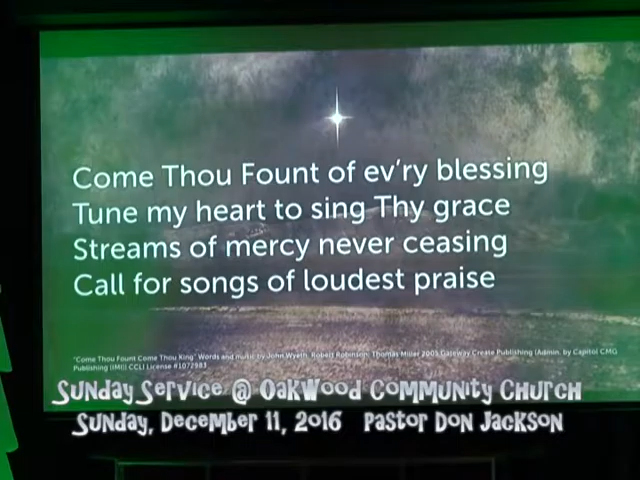 Come Thou Fount of ev'ry blessing
Tune my heart to sing Thy grace
Streams of mercy never ceasing
Call for songs of loudest praise
"Come Thou Fount Come Thou King" Words and music by John Wyeth, Robert Robinson, Thomas Miller 2005 Gateway Create Publishing (Admin. by Capitol CMG
Publishing (IMI)) CCLI License #1072983
Sunday Service @ Oakwood Community Church
Sunday, December 11, 2016 Pastor Don Jackson